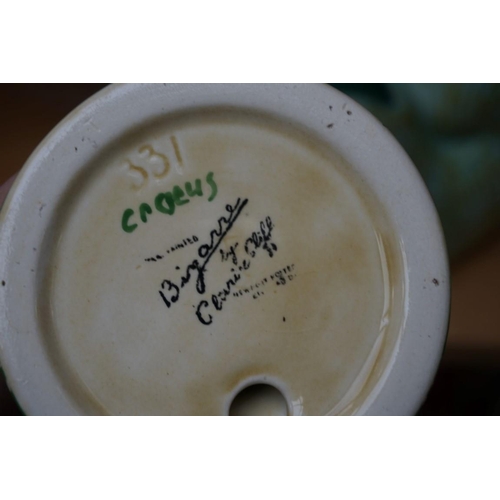 331
CROCUS
Bizarre
by
Clarice Cliff